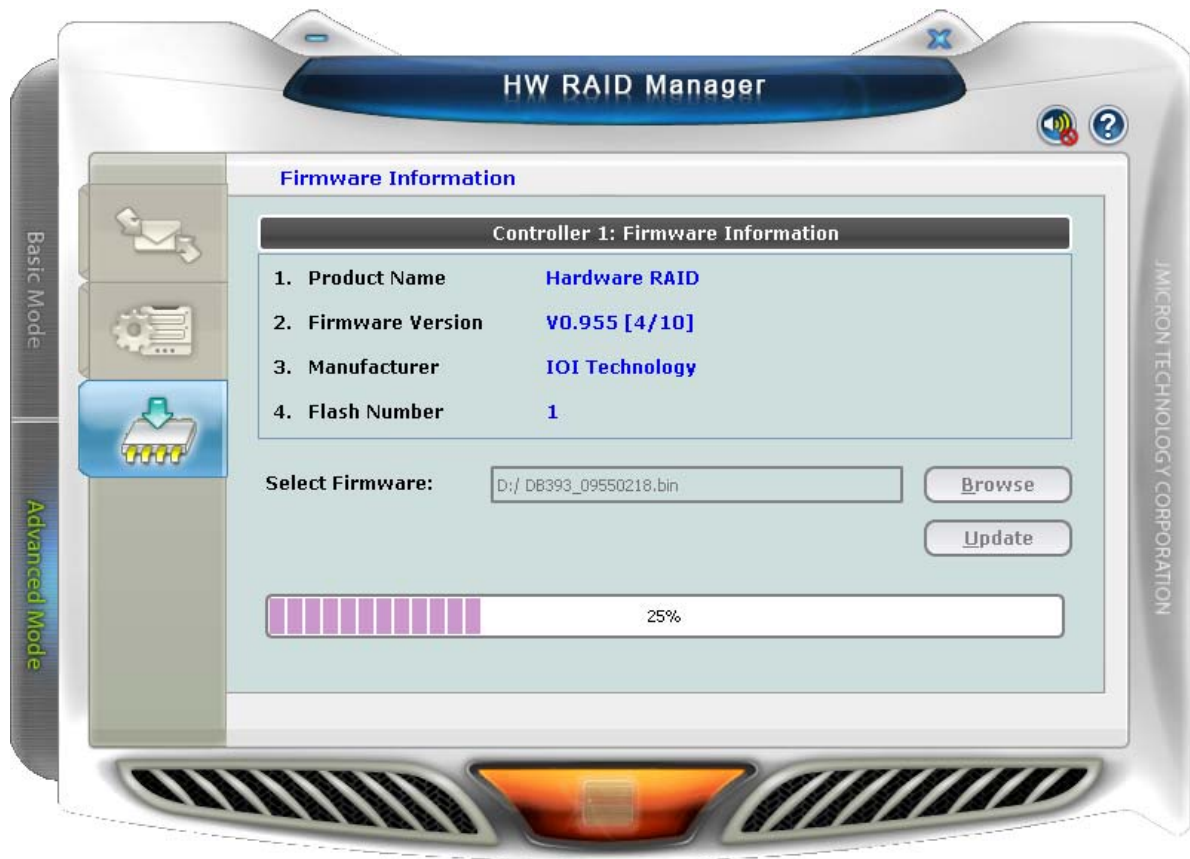 HW RAID Manager
Firmware Information
Controller 1: Firmware Information
1. Product Name Hardware RAID
2. Firmware Version V0.955 [4/10]
3. Manufacturer IOI Technology
4. Flash Number 1
Select Firmware: D:/ DB393_09550218.bin Browse
Update
25%
Basic Mode
Advanced Mode
JMICRON TECHNOLOGY CORPORATION